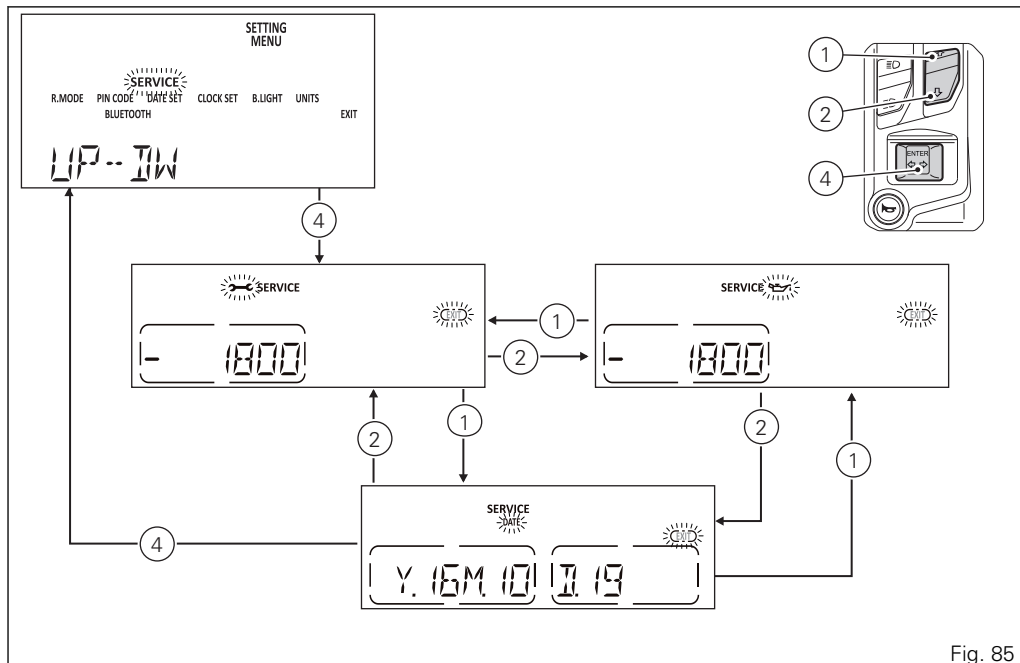 SETTING
MENU
SERVICE
R.MODE PIN CODE DATE SET CLOCK SET B.LIGHT UNITS
BLUETOOTH EXIT
UP--DW
1
2
4
ENTER
4
SERVICE
EXIT
- 1800
1
2
SERVICE
EXIT
- 1800
2
1
2
1
SERVICE
DATE
EXIT
Y.16M.10 D.19
4
Fig. 85